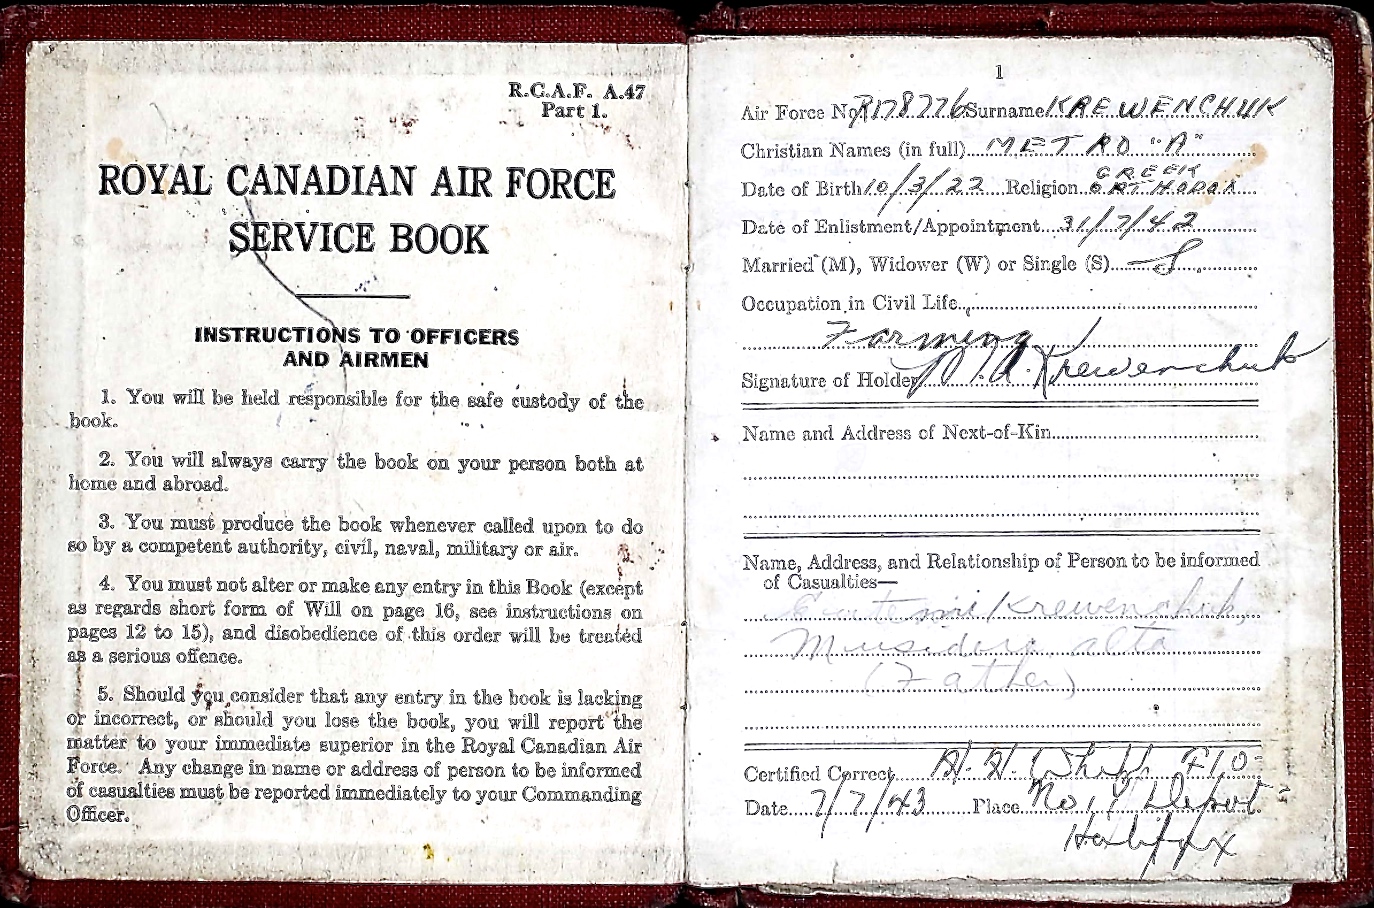 R.C.A.F. A.47
Part 1.
ROYAL CANADIAN AIR FORCE
SERVICE BOOK
INSTRUCTIONS TO OFFICERS
AND AIRMEN
1. You will be held responsible for the safe custody of the
book.
2. You will always carry the book on your person both at
home and abroad.
3. You must produce the book whenever called upon to do
so by a competent authority, civil, naval, military or air.
4. You must not alter or make any entry in this Book (except
as regards short form of Will on page 16, see instructions on
pages 12 to 15), and disobedience of this order will be treated
as a serious offence.
5. Should you consider that any entry in the book is lacking
or incorrect, or should you lose the book, you will report the
matter to your immediate superior in the Royal Canadian Air
Force. Any change in name or address of person to be informed
of casualties must be reported immediately to your Commanding
Officer.
1
Air Force No. R178776 Surname KREWENCHUK
Christian Names (in full) METRO "A"
Date of Birth 10/3/22 Religion GREEK ORTHODOX
Date of Enlistment/Appointment 31/7/42
Married (M), Widower (W) or Single (S) S
Occupation in Civil Life
Farming
Signature of Holder M.A. Krewenchuk
Name and Address of Next-of-Kin
Name, Address, and Relationship of Person to be informed
of Casualties—
Krewenchuk,
Musidora alta
(Father)
Certified Correct H.H. F/O
Date 7/7/43 Place No. 1 Depot
Halifax